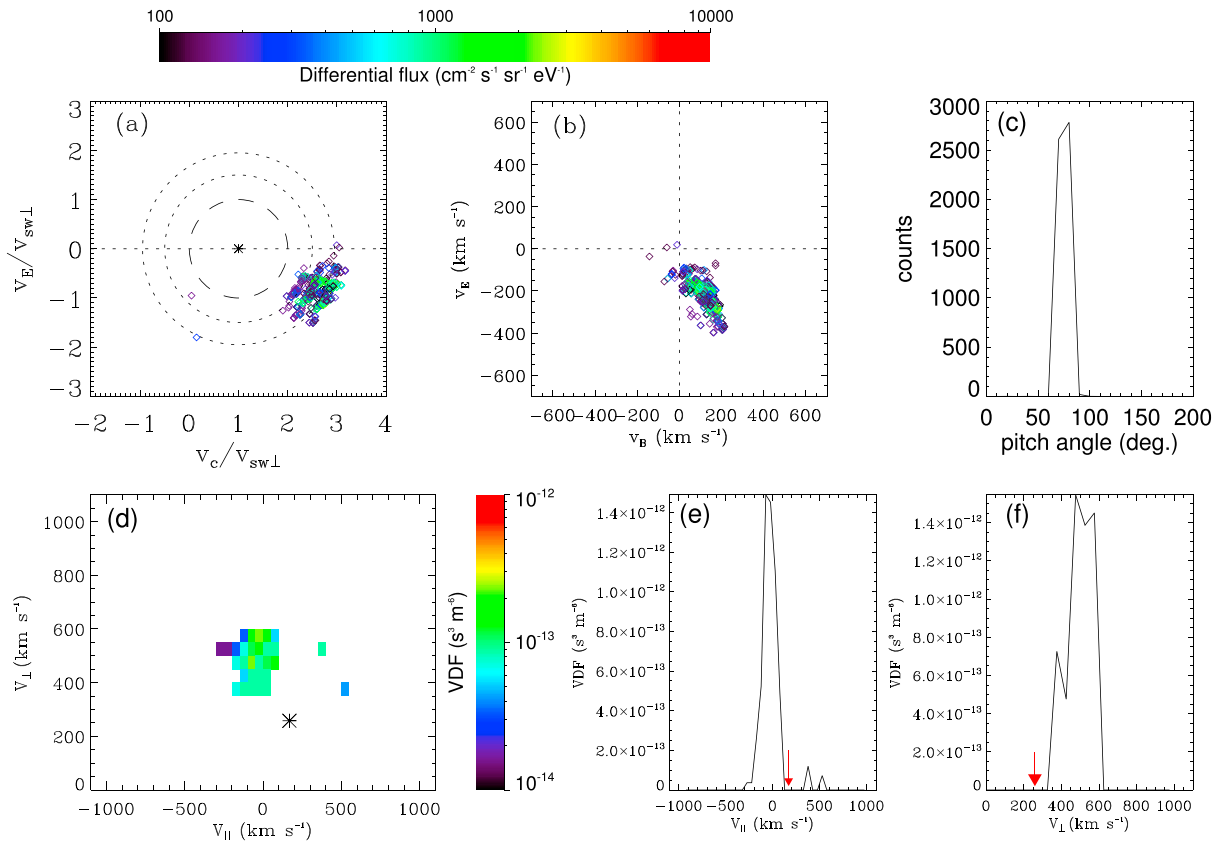 100 1000 10000
Differential flux (cm⁻² s⁻¹ sr⁻¹ eV⁻¹)
(a)
3
2
1
0
−1
−2
−3
v_E/v_sw⊥
−2 −1 0 1 2 3 4
v_c/v_sw⊥
(b)
600
400
200
0
−200
−400
−600
v_E (km s⁻¹)
−600−400−200 0 200 400 600
v_B (km s⁻¹)
(c)
3000
2500
2000
1500
1000
500
0
counts
0 50 100 150 200
pitch angle (deg.)
(d)
1000
800
600
400
200
0
V⊥(km s⁻¹)
−1000 −500 0 500 1000
V|| (km s⁻¹)
10⁻¹²
10⁻¹³
10⁻¹⁴
VDF (s³ m⁻⁶)
(e)
1.4×10⁻¹²
1.2×10⁻¹²
1.0×10⁻¹²
8.0×10⁻¹³
6.0×10⁻¹³
4.0×10⁻¹³
2.0×10⁻¹³
0
VDF (s³ m⁻⁶)
−1000 −500 0 500 1000
V|| (km s⁻¹)
(f)
1.4×10⁻¹²
1.2×10⁻¹²
1.0×10⁻¹²
8.0×10⁻¹³
6.0×10⁻¹³
4.0×10⁻¹³
2.0×10⁻¹³
0
VDF (s³ m⁻⁶)
0 200 400 600 800 1000
V⊥(km s⁻¹)